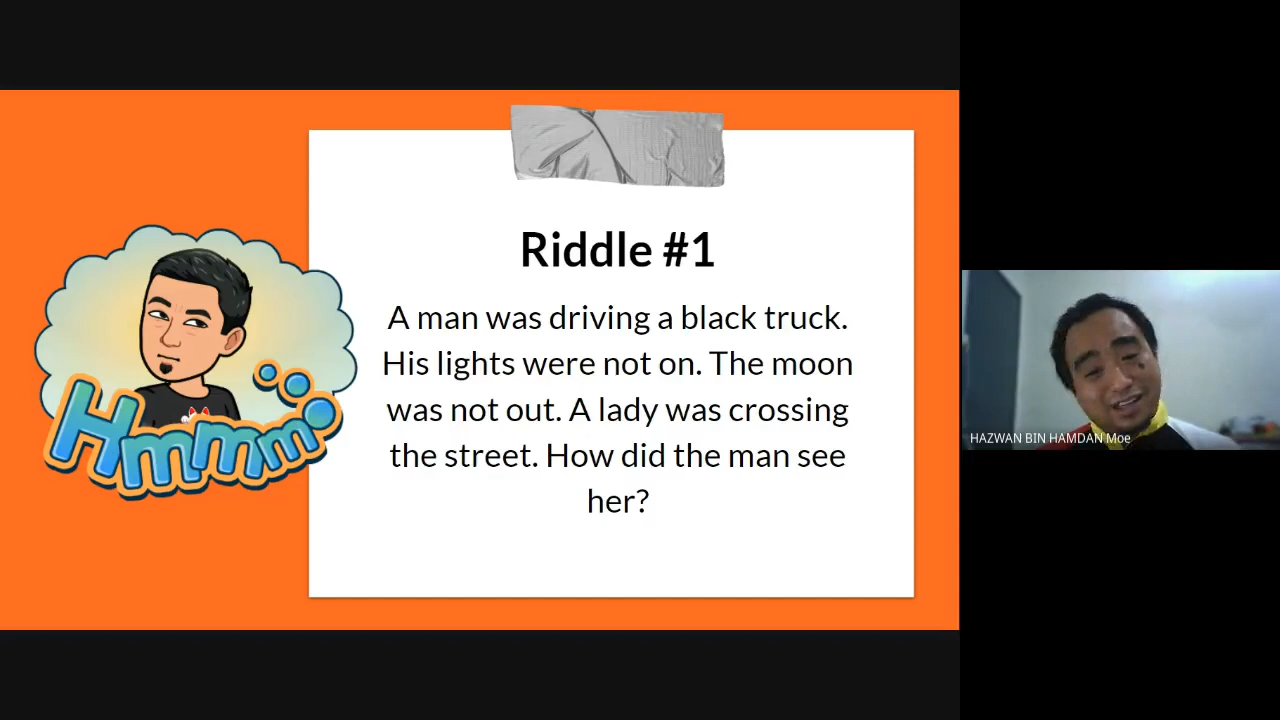 Riddle #1
A man was driving a black truck.
His lights were not on. The moon
was not out. A lady was crossing
the street. How did the man see
her?
Hmmmm
HAZWAN BIN HAMDAN Moe